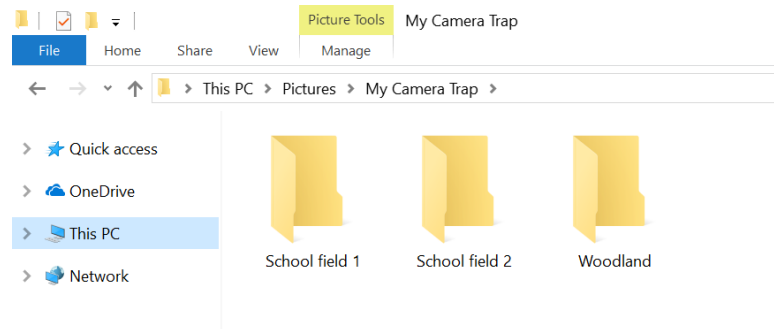 Picture Tools My Camera Trap
File Home Share View Manage
This PC > Pictures > My Camera Trap >
Quick access
OneDrive
This PC
Network
School field 1 School field 2 Woodland